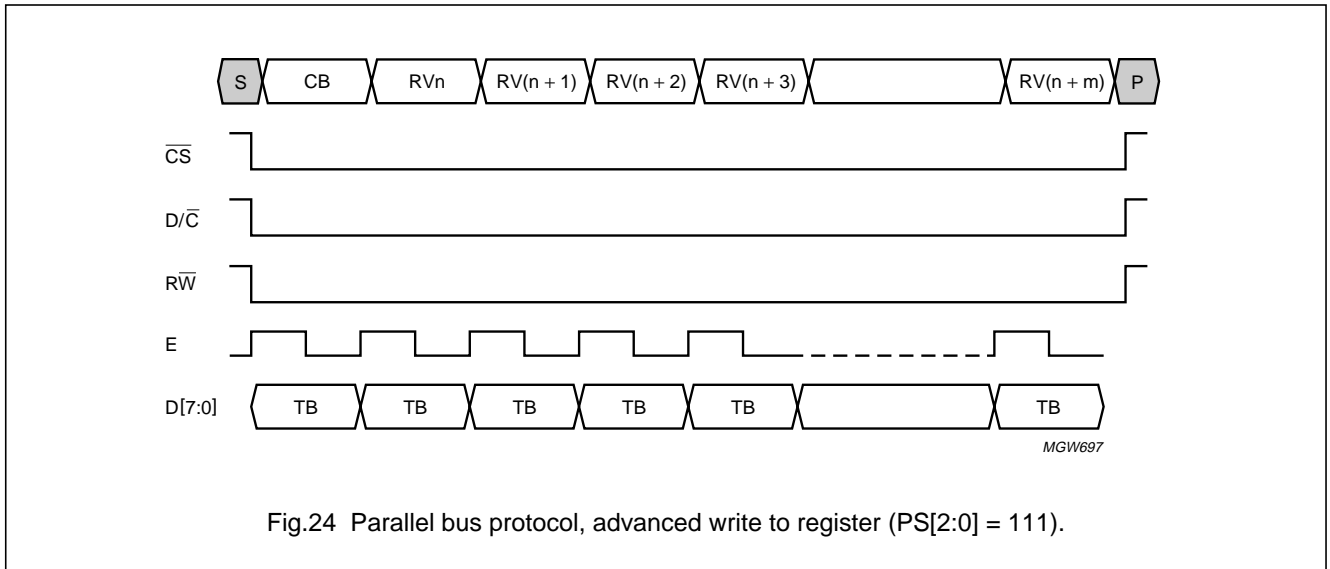 S CB RVn RV(n + 1) RV(n + 2) RV(n + 3) RV(n + m) P
C̅S̅
D/C̅
RW̅
E
D[7:0] TB TB TB TB TB TB
MGW697
Fig.24 Parallel bus protocol, advanced write to register (PS[2:0] = 111).